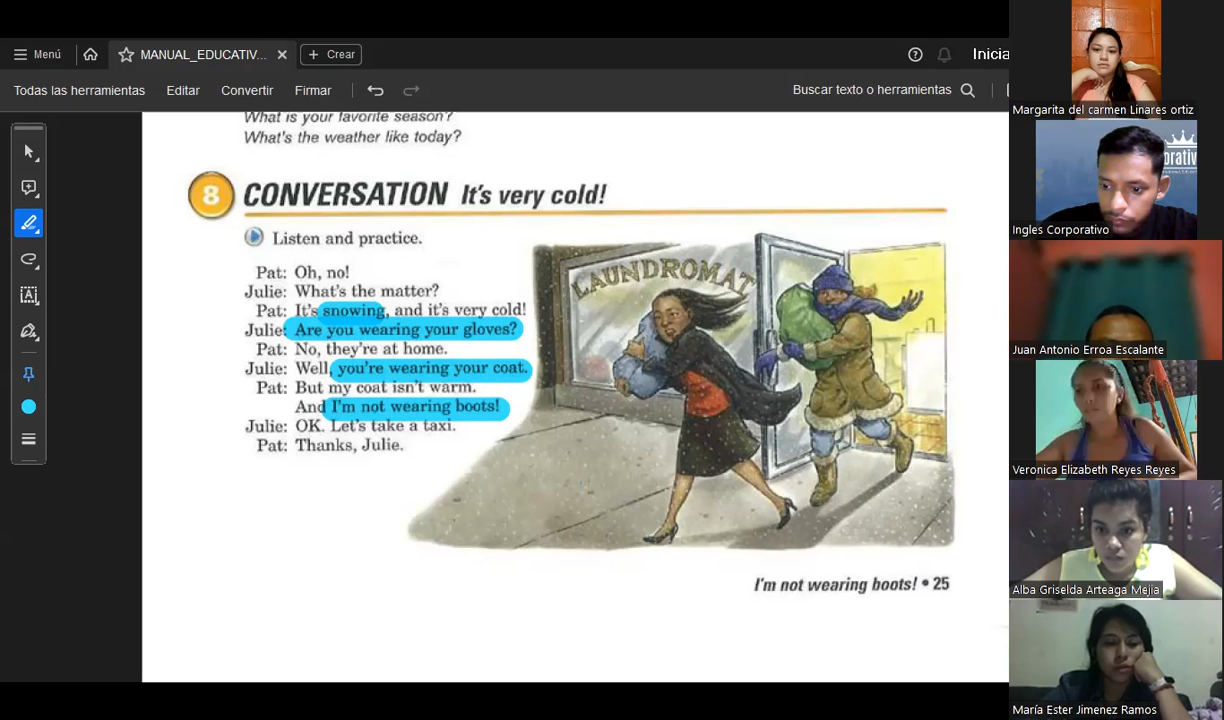 Menú
MANUAL_EDUCATIV...
Crear
Inicia
Todas las herramientas
Editar
Convertir
Firmar
Buscar texto o herramientas
What is your favorite season?
What's the weather like today?
8 CONVERSATION It's very cold!
Listen and practice.
Pat: Oh, no!
Julie: What's the matter?
Pat: It's snowing, and it's very cold!
Julie: Are you wearing your gloves?
Pat: No, they're at home.
Julie: Well, you're wearing your coat.
Pat: But my coat isn't warm.
And I'm not wearing boots!
Julie: OK. Let's take a taxi.
Pat: Thanks, Julie.
LAUNDROMAT
I'm not wearing boots! • 25
Margarita del carmen Linares ortiz
Ingles Corporativo
Juan Antonio Erroa Escalante
Veronica Elizabeth Reyes Reyes
Alba Griselda Arteaga Mejia
María Ester Jimenez Ramos